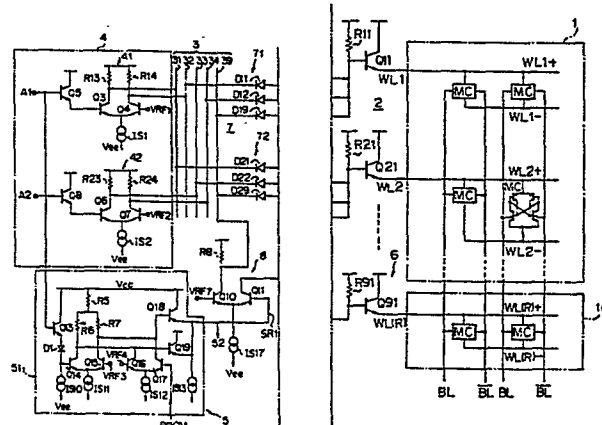 4
3
71
41
R13
R14
31
32
33
34
39
D11
D12
D19
A1
Q5
Q3
Q4
VRF1
7
IS1
Vee
72
42
R23
R24
D21
D22
D29
A2
Q8
Q6
Q7
VRF2
IS2
Vee
R8
8
VRF7
Q10
Q11
SR1
Vcc
R5
Q18
Q13
R6
R7
52
IS17
Vee
D1
VRF4
Q19
Q14
Q15
Q16
Q17
VRF3
51₁
IS10
IS11
IS12
IS13
Vee
5
R11
Q11
WL1
WL1+
1
MC
MC
2
WL1-
R21
Q21
WL2
WL2+
MC
MC
WL2-
6
R91
Q91
WL(R)
WL(R)+
MC
MC
WL(R)-
BL
BL
BL
BL